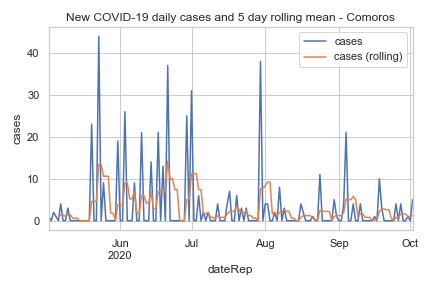 New COVID-19 daily cases and 5 day rolling mean - Comoros
cases
cases (rolling)
40
30
20
10
0
cases
Jun
2020
Jul
Aug
Sep
Oct
dateRep